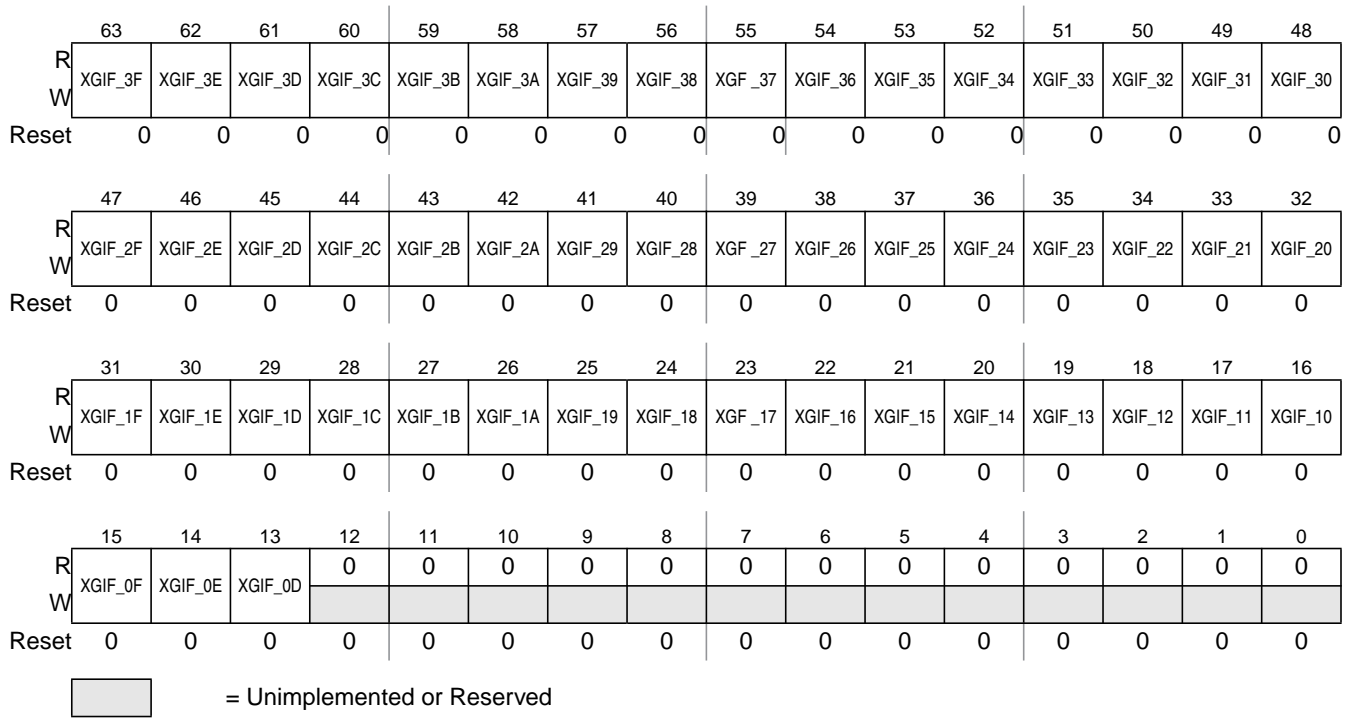 63 62 61 60 59 58 57 56 55 54 53 52 51 50 49 48
R
XGIF_3F XGIF_3E XGIF_3D XGIF_3C XGIF_3B XGIF_3A XGIF_39 XGIF_38 XGF _37 XGIF_36 XGIF_35 XGIF_34 XGIF_33 XGIF_32 XGIF_31 XGIF_30
W
Reset 0 0 0 0 0 0 0 0 0 0 0 0 0 0 0 0
47 46 45 44 43 42 41 40 39 38 37 36 35 34 33 32
R
XGIF_2F XGIF_2E XGIF_2D XGIF_2C XGIF_2B XGIF_2A XGIF_29 XGIF_28 XGF _27 XGIF_26 XGIF_25 XGIF_24 XGIF_23 XGIF_22 XGIF_21 XGIF_20
W
Reset 0 0 0 0 0 0 0 0 0 0 0 0 0 0 0 0
31 30 29 28 27 26 25 24 23 22 21 20 19 18 17 16
R
XGIF_1F XGIF_1E XGIF_1D XGIF_1C XGIF_1B XGIF_1A XGIF_19 XGIF_18 XGF _17 XGIF_16 XGIF_15 XGIF_14 XGIF_13 XGIF_12 XGIF_11 XGIF_10
W
Reset 0 0 0 0 0 0 0 0 0 0 0 0 0 0 0 0
15 14 13 12 11 10 9 8 7 6 5 4 3 2 1 0
R 0 0 0 0 0 0 0 0 0 0 0 0 0
XGIF_0F XGIF_0E XGIF_0D
W
Reset 0 0 0 0 0 0 0 0 0 0 0 0 0 0 0 0
= Unimplemented or Reserved